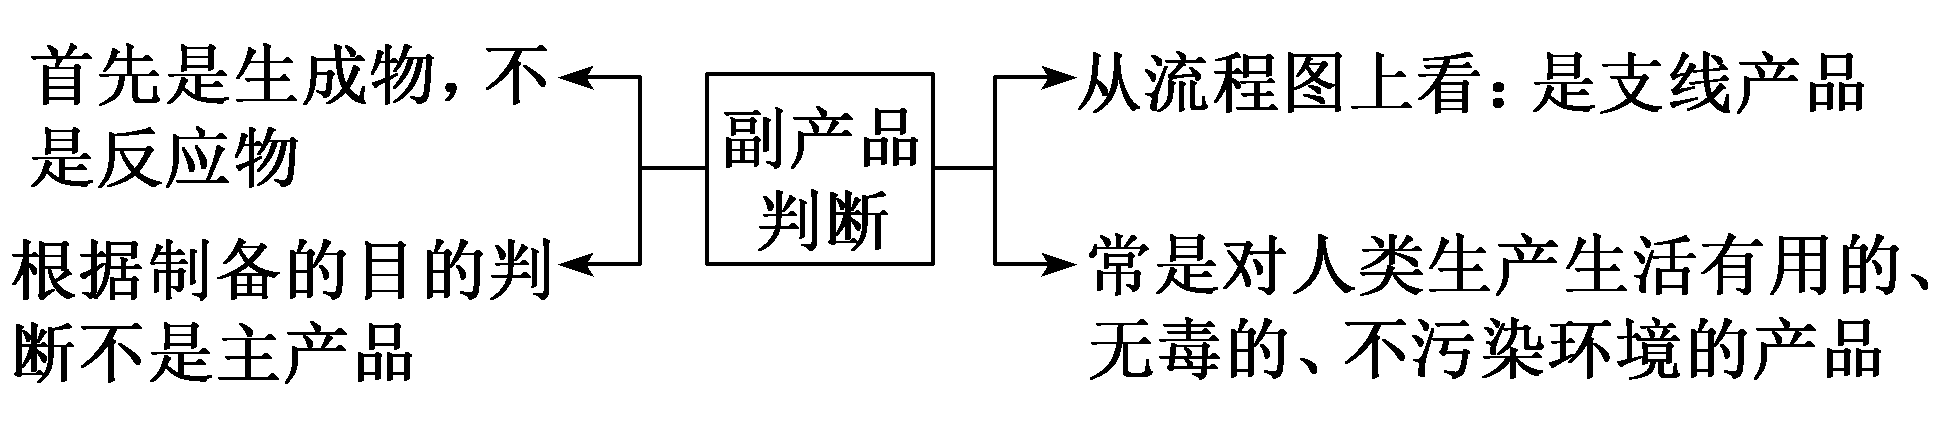 首先是生成物，不
是反应物
根据制备的目的判
断不是主产品
副产品
判断
从流程图上看：是支线产品
常是对人类生产生活有用的、
无毒的、不污染环境的产品